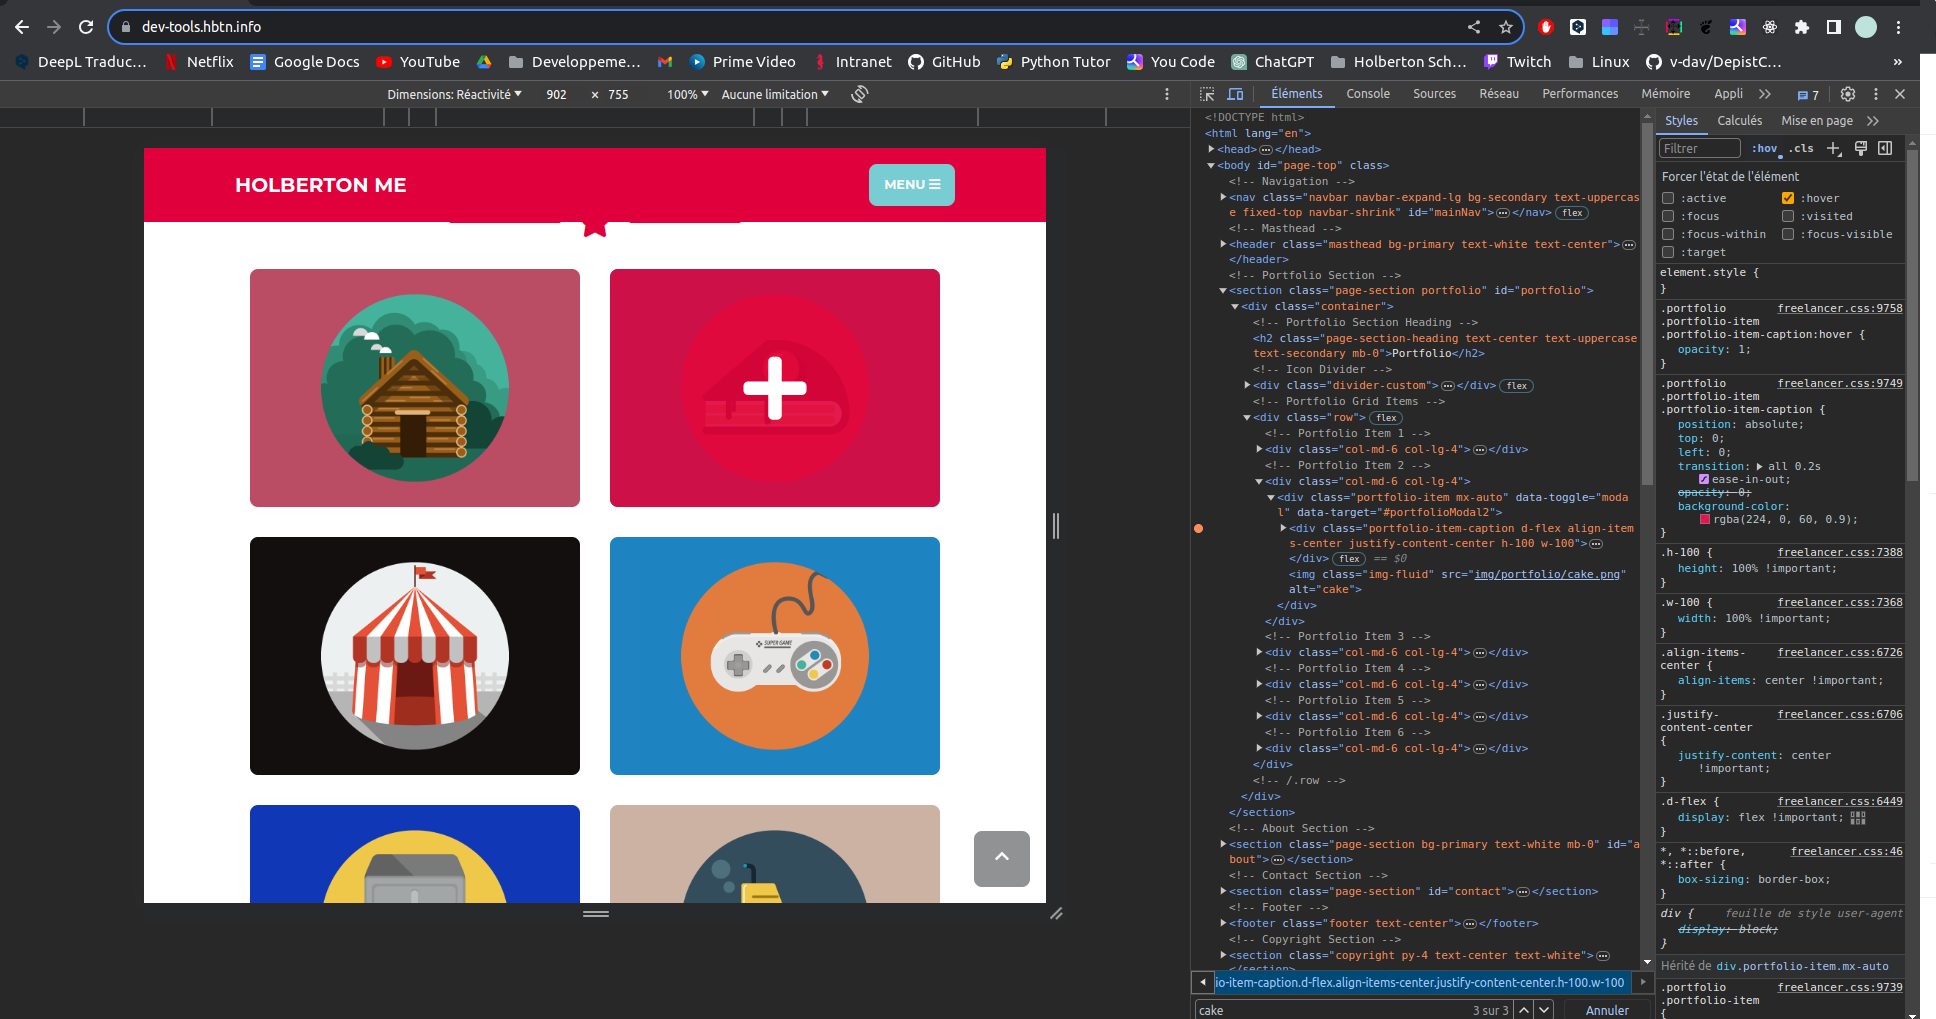 dev-tools.hbtn.info
DeepL Traduc... Netflix Google Docs YouTube Developpeme... Prime Video Intranet GitHub Python Tutor You Code ChatGPT Holberton Sch... Twitch Linux v-dav/DepistC... »
Dimensions: Réactivité 902 × 755 100% Aucune limitation
Éléments Console Sources Réseau Performances Mémoire Appli 7
HOLBERTON ME
MENU
SUPER GAME
<!DOCTYPE html>
<html lang="en">
<head>…</head>
<body id="page-top" class>
<!-- Navigation -->
<nav class="navbar navbar-expand-lg bg-secondary text-uppercas
e fixed-top navbar-shrink" id="mainNav">…</nav> flex
<!-- Masthead -->
<header class="masthead bg-primary text-white text-center">…
</header>
<!-- Portfolio Section -->
<section class="page-section portfolio" id="portfolio">
<div class="container">
<!-- Portfolio Section Heading -->
<h2 class="page-section-heading text-center text-uppercase
text-secondary mb-0">Portfolio</h2>
<!-- Icon Divider -->
<div class="divider-custom">…</div> flex
<!-- Portfolio Grid Items -->
<div class="row"> flex
<!-- Portfolio Item 1 -->
<div class="col-md-6 col-lg-4">…</div>
<!-- Portfolio Item 2 -->
<div class="col-md-6 col-lg-4">
<div class="portfolio-item mx-auto" data-toggle="moda
l" data-target="#portfolioModal2">
<div class="portfolio-item-caption d-flex align-item
s-center justify-content-center h-100 w-100">…
</div> flex == $0
<img class="img-fluid" src="img/portfolio/cake.png"
alt="cake">
</div>
</div>
<!-- Portfolio Item 3 -->
<div class="col-md-6 col-lg-4">…</div>
<!-- Portfolio Item 4 -->
<div class="col-md-6 col-lg-4">…</div>
<!-- Portfolio Item 5 -->
<div class="col-md-6 col-lg-4">…</div>
<!-- Portfolio Item 6 -->
<div class="col-md-6 col-lg-4">…</div>
</div>
<!-- /.row -->
</div>
</section>
<!-- About Section -->
<section class="page-section bg-primary text-white mb-0" id="a
bout">…</section>
<!-- Contact Section -->
<section class="page-section" id="contact">…</section>
<!-- Footer -->
<footer class="footer text-center">…</footer>
<!-- Copyright Section -->
<section class="copyright py-4 text-center text-white">…
</section>
io-item-caption.d-flex.align-items-center.justify-content-center.h-100.w-100
cake 3 sur 3 Annuler
Styles Calculés Mise en page
Filtrer :hov .cls
Forcer l'état de l'élément
:active :hover
:focus :visited
:focus-within :focus-visible
:target
element.style {
}
.portfolio freelancer.css:9758
.portfolio-item
.portfolio-item-caption:hover {
opacity: 1;
}
.portfolio freelancer.css:9749
.portfolio-item
.portfolio-item-caption {
position: absolute;
top: 0;
left: 0;
transition: all 0.2s
ease-in-out;
opacity: 0;
background-color:
rgba(224, 0, 60, 0.9);
}
.h-100 { freelancer.css:7388
height: 100% !important;
}
.w-100 { freelancer.css:7368
width: 100% !important;
}
.align-items- freelancer.css:6726
center {
align-items: center !important;
}
.justify- freelancer.css:6706
content-center
{
justify-content: center
!important;
}
.d-flex { freelancer.css:6449
display: flex !important;
}
*, *::before, freelancer.css:46
*::after {
box-sizing: border-box;
}
div { feuille de style user-agent
display: block;
}
Hérité de div.portfolio-item.mx-auto
.portfolio freelancer.css:9739
.portfolio-item
{